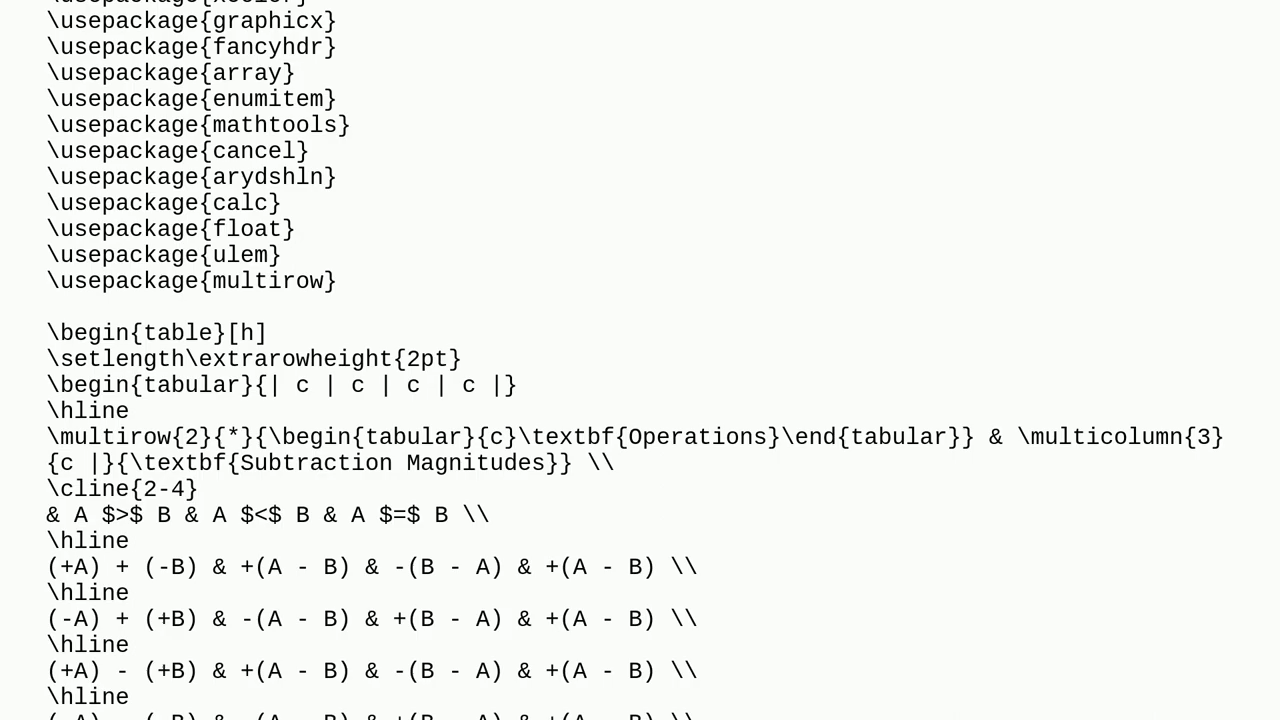 \usepackage{xcolor}
\usepackage{graphicx}
\usepackage{fancyhdr}
\usepackage{array}
\usepackage{enumitem}
\usepackage{mathtools}
\usepackage{cancel}
\usepackage{arydshln}
\usepackage{calc}
\usepackage{float}
\usepackage{ulem}
\usepackage{multirow}

\begin{table}[h]
\setlength\extrarowheight{2pt}
\begin{tabular}{| c | c | c | c |}
\hline
\multirow{2}{*}{\begin{tabular}{c}\textbf{Operations}\end{tabular}} & \multicolumn{3}
{c |}{\textbf{Subtraction Magnitudes}} \\
\cline{2-4}
& A $>$ B & A $<$ B & A $=$ B \\
\hline
(+A) + (-B) & +(A - B) & -(B - A) & +(A - B) \\
\hline
(-A) + (+B) & -(A - B) & +(B - A) & +(A - B) \\
\hline
(+A) - (+B) & +(A - B) & -(B - A) & +(A - B) \\
\hline
(-A) - (-B) & -(A - B) & +(B - A) & +(A - B) \\